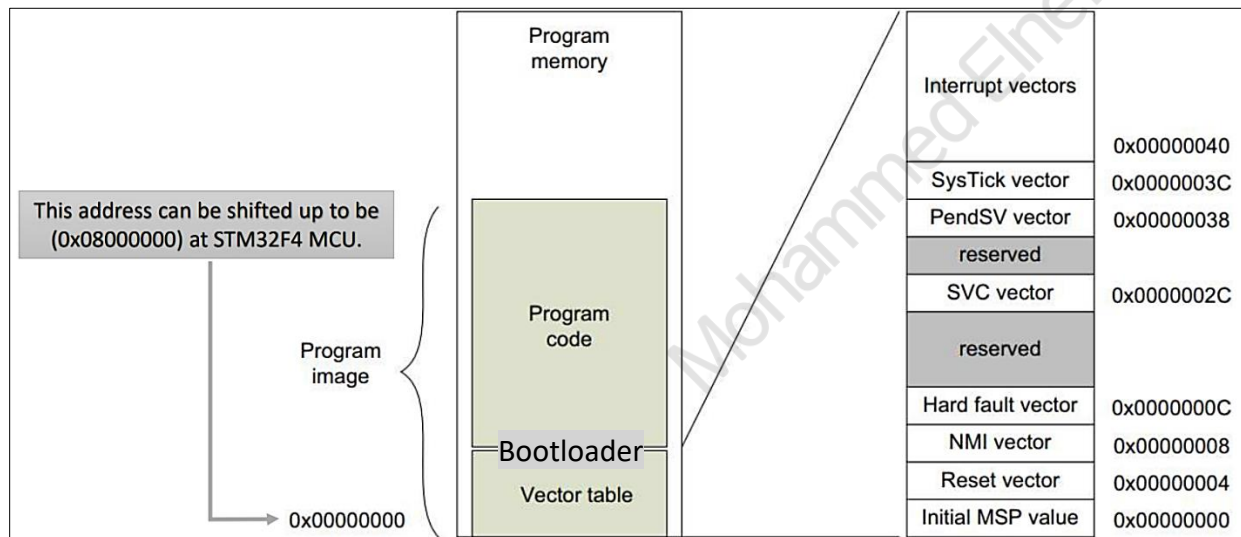 Program
memory
This address can be shifted up to be
(0x08000000) at STM32F4 MCU.
Program
image
Program
code
Bootloader
Vector table
0x00000000
Interrupt vectors
0x00000040
SysTick vector 0x0000003C
PendSV vector 0x00000038
reserved
SVC vector 0x0000002C
reserved
Hard fault vector 0x0000000C
NMI vector 0x00000008
Reset vector 0x00000004
Initial MSP value 0x00000000
Mohammed